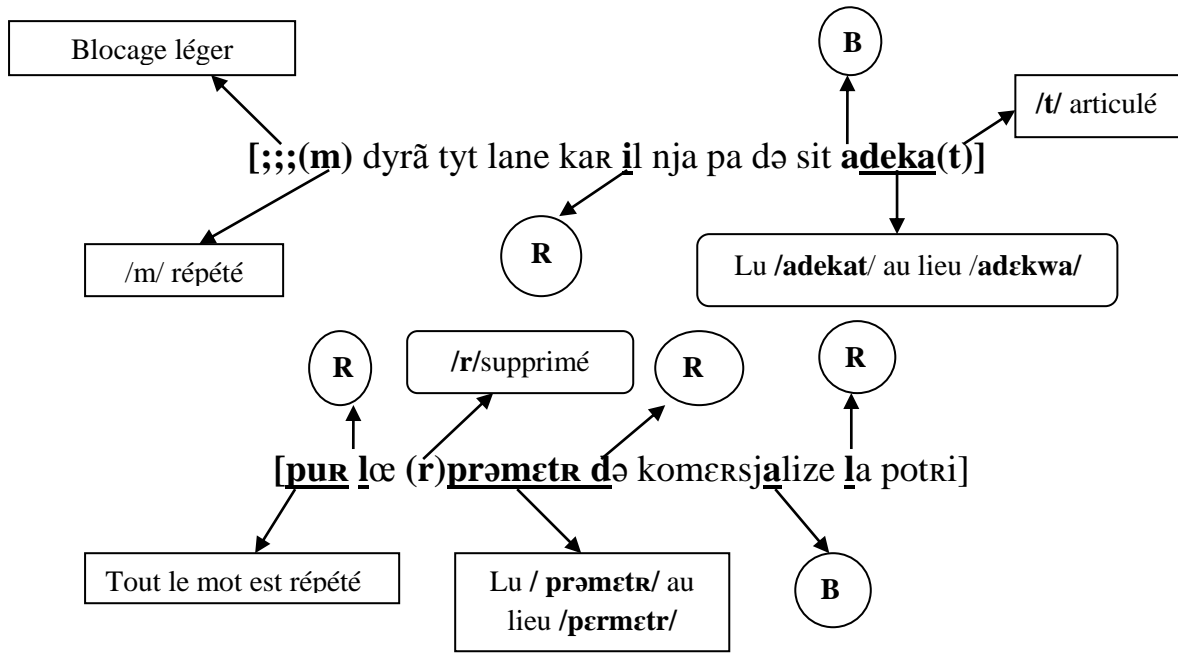 Blocage léger
B
/t/ articulé
[;;;(m) dyrã tyt lane kaʀ il nja pa də sit adeka(t)]
/m/ répété
R
Lu /adekat/ au lieu /adɛkwa/
R
/r/supprimé
R
R
[puʀ lœ (r)prəmɛtʀ də komɛʀsjalize la potʀi]
Tout le mot est répété
Lu / prəmɛtʀ/ au
lieu /pɛrmɛtr/
B